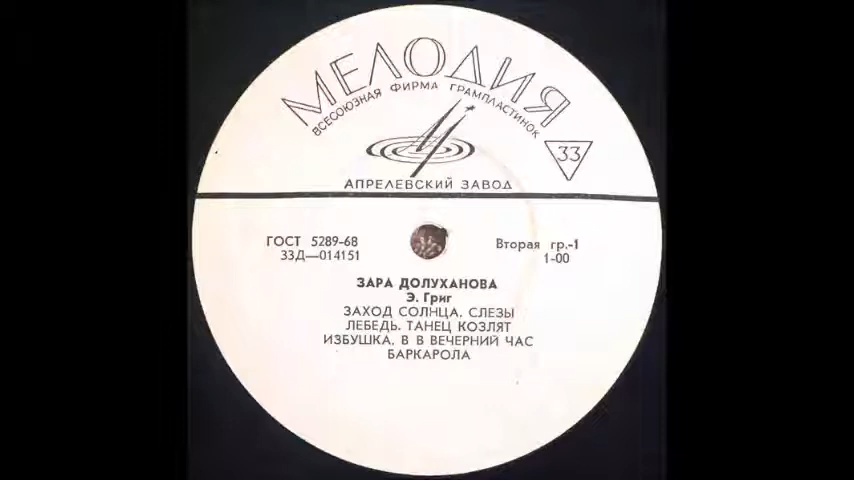 МЕЛОДИЯ
ВСЕСОЮЗНАЯ ФИРМА ГРАМПЛАСТИНОК
33
АПРЕЛЕВСКИЙ ЗАВОД
ГОСТ 5289-68
33Д—014151
Вторая гр.-1
1-00
ЗАРА ДОЛУХАНОВА
Э. Григ
ЗАХОД СОЛНЦА. СЛЕЗЫ
ЛЕБЕДЬ. ТАНЕЦ КОЗЛЯТ
ИЗБУШКА. В В ВЕЧЕРНИЙ ЧАС
БАРКАРОЛА